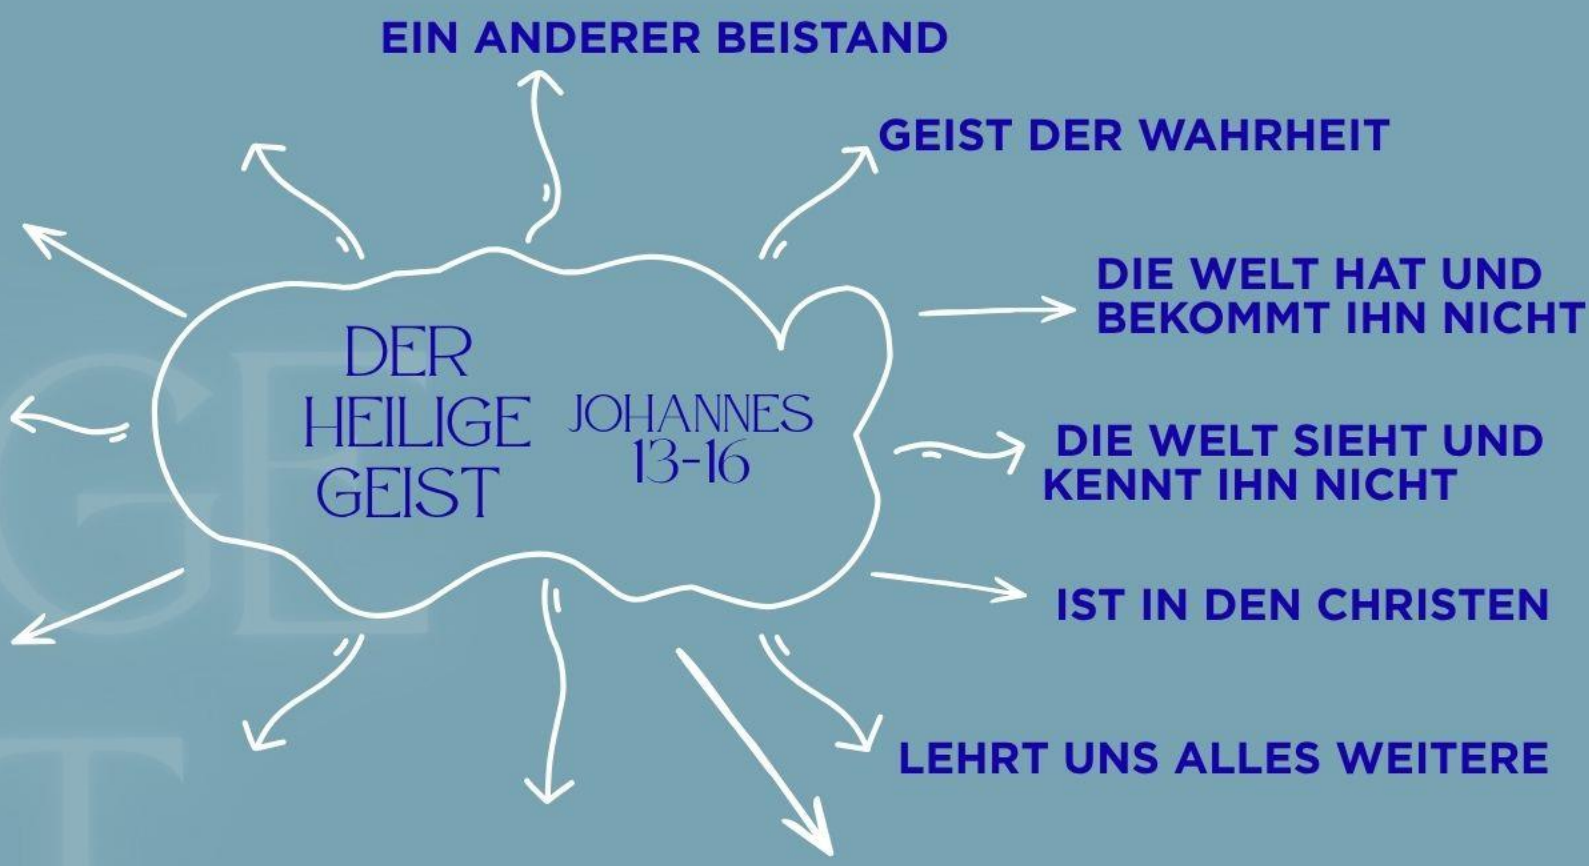 EIN ANDERER BEISTAND
GEIST DER WAHRHEIT
DIE WELT HAT UND
BEKOMMT IHN NICHT
DER
HEILIGE
GEIST
JOHANNES
13-16
DIE WELT SIEHT UND
KENNT IHN NICHT
IST IN DEN CHRISTEN
LEHRT UNS ALLES WEITERE
GE
T